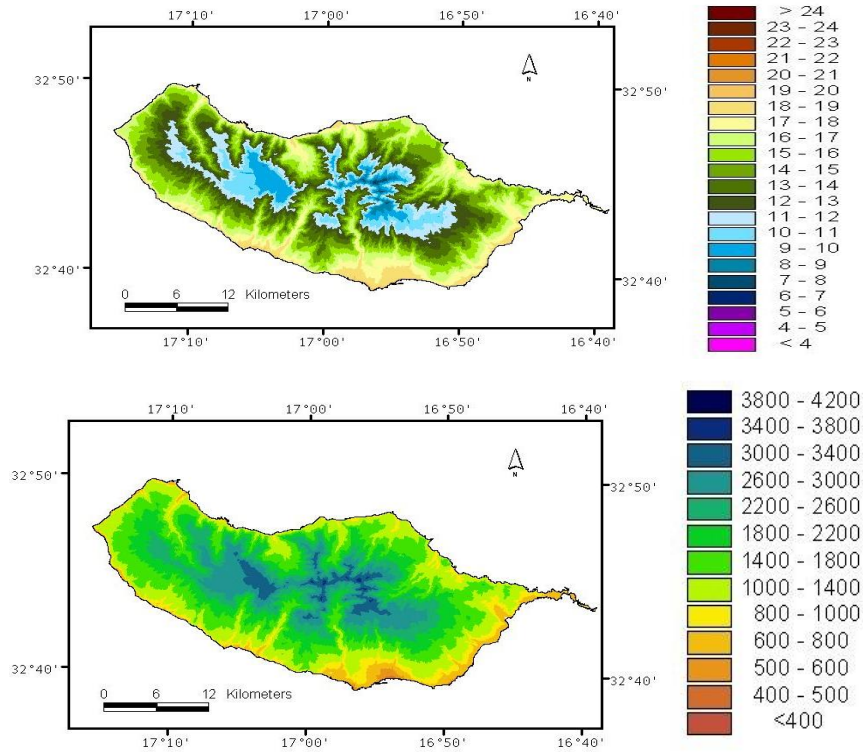 17°10' 17°00' 16°50' 16°40'
32°50' 32°50'
N
32°40' 32°40'
0 6 12 Kilometers
17°10' 17°00' 16°50' 16°40'
> 24
23 - 24
22 - 23
21 - 22
20 - 21
19 - 20
18 - 19
17 - 18
16 - 17
15 - 16
14 - 15
13 - 14
12 - 13
11 - 12
10 - 11
9 - 10
8 - 9
7 - 8
6 - 7
5 - 6
4 - 5
< 4
17°10' 17°00' 16°50' 16°40'
32°50' 32°50'
N
32°40' 32°40'
0 6 12 Kilometers
17°10' 17°00' 16°50' 16°40'
3800 - 4200
3400 - 3800
3000 - 3400
2600 - 3000
2200 - 2600
1800 - 2200
1400 - 1800
1000 - 1400
800 - 1000
600 - 800
500 - 600
400 - 500
<400